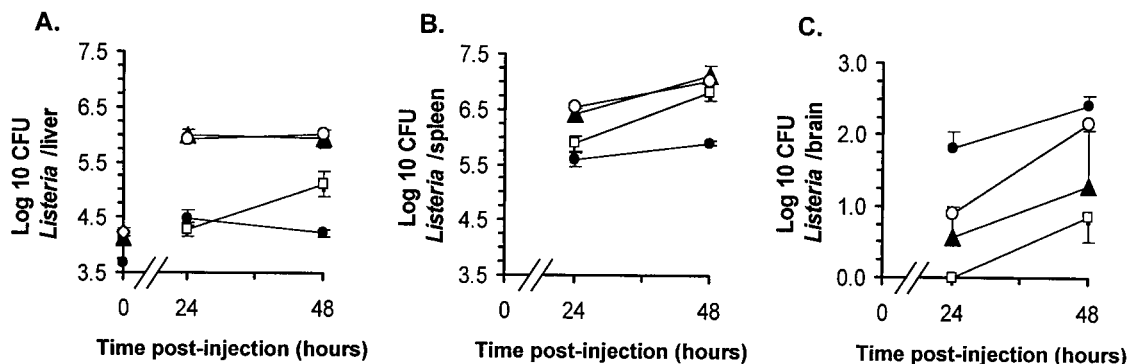 A.
7.5
6.5
5.5
4.5
3.5
Log 10 CFU
Listeria /liver
0
24
48
Time post-injection (hours)
B.
7.5
6.5
5.5
4.5
3.5
Log 10 CFU
Listeria /spleen
0
24
48
Time post-injection (hours)
C.
3.0
2.0
1.0
0.0
Log 10 CFU
Listeria /brain
0
24
48
Time post-injection (hours)